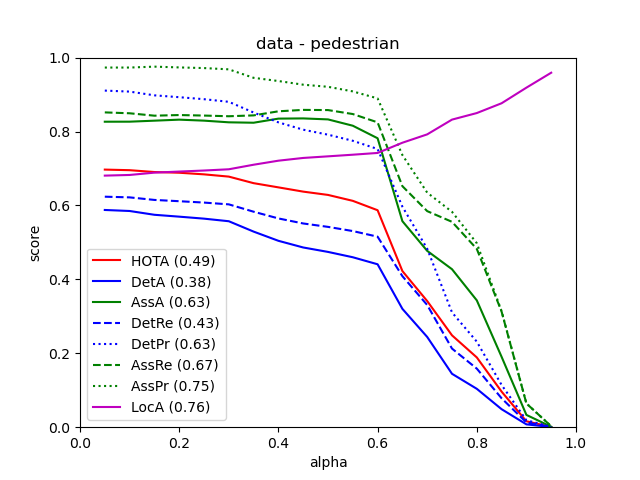 data - pedestrian
1.0
0.8
0.6
0.4
0.2
0.0
score
HOTA (0.49)
DetA (0.38)
AssA (0.63)
DetRe (0.43)
DetPr (0.63)
AssRe (0.67)
AssPr (0.75)
LocA (0.76)
0.0 0.2 0.4 0.6 0.8 1.0
alpha